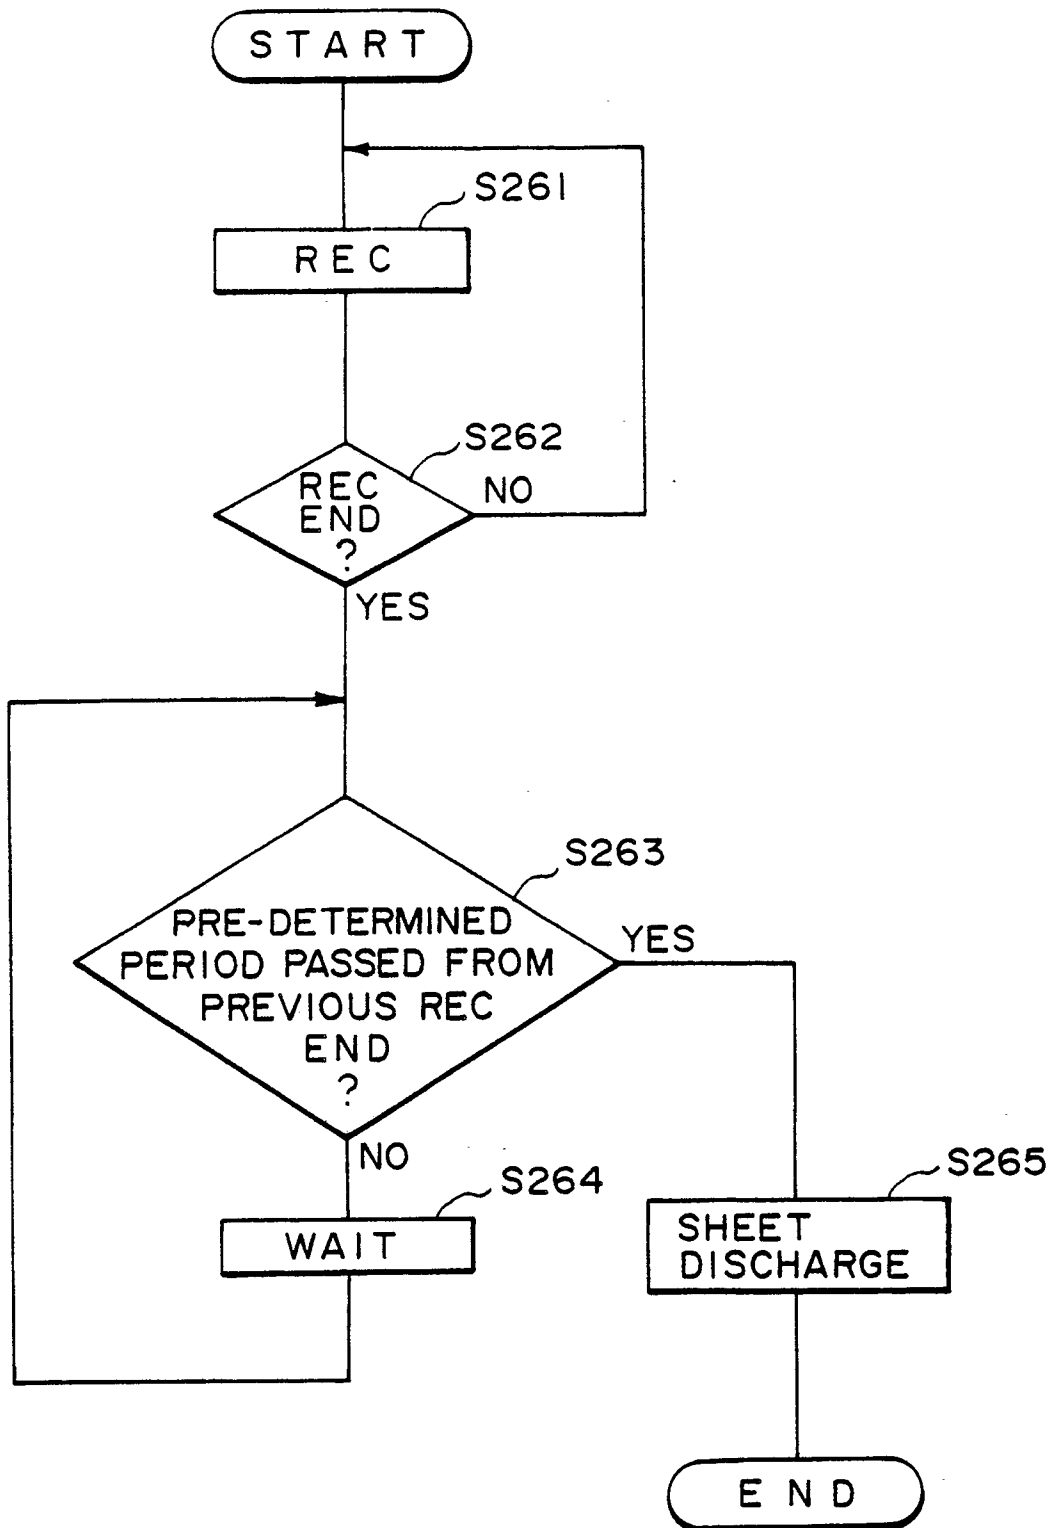 START
S261
REC
S262
REC
END
?
NO
YES
S263
PRE-DETERMINED
PERIOD PASSED FROM
PREVIOUS REC
END
?
YES
NO
S264
WAIT
S265
SHEET
DISCHARGE
END